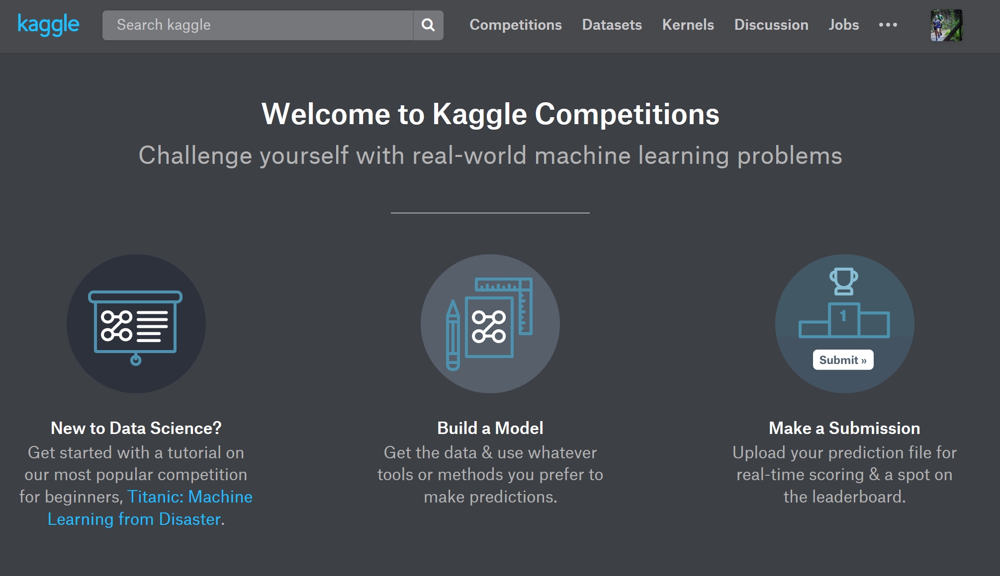 kaggle Search kaggle Competitions Datasets Kernels Discussion Jobs
Welcome to Kaggle Competitions
Challenge yourself with real-world machine learning problems
1
Submit »
New to Data Science?
Get started with a tutorial on
our most popular competition
for beginners, Titanic: Machine
Learning from Disaster.
Build a Model
Get the data & use whatever
tools or methods you prefer to
make predictions.
Make a Submission
Upload your prediction file for
real-time scoring & a spot on
the leaderboard.